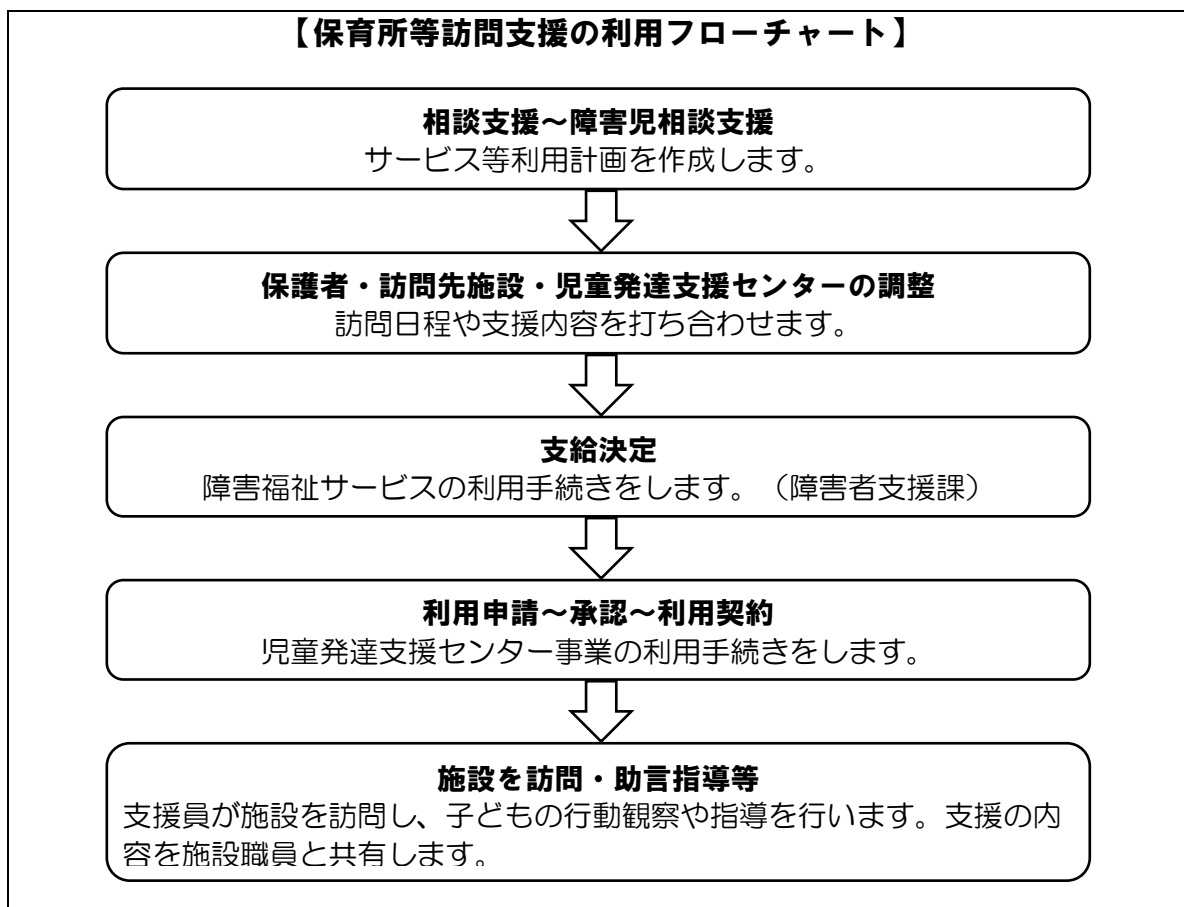 【保育所等訪問支援の利用フローチャート】
相談支援～障害児相談支援
サービス等利用計画を作成します。
保護者・訪問先施設・児童発達支援センターの調整
訪問日程や支援内容を打ち合わせます。
支給決定
障害福祉サービスの利用手続きをします。（障害者支援課）
利用申請～承認～利用契約
児童発達支援センター事業の利用手続きをします。
施設を訪問・助言指導等
支援員が施設を訪問し、子どもの行動観察や指導を行います。支援の内
容を施設職員と共有します。